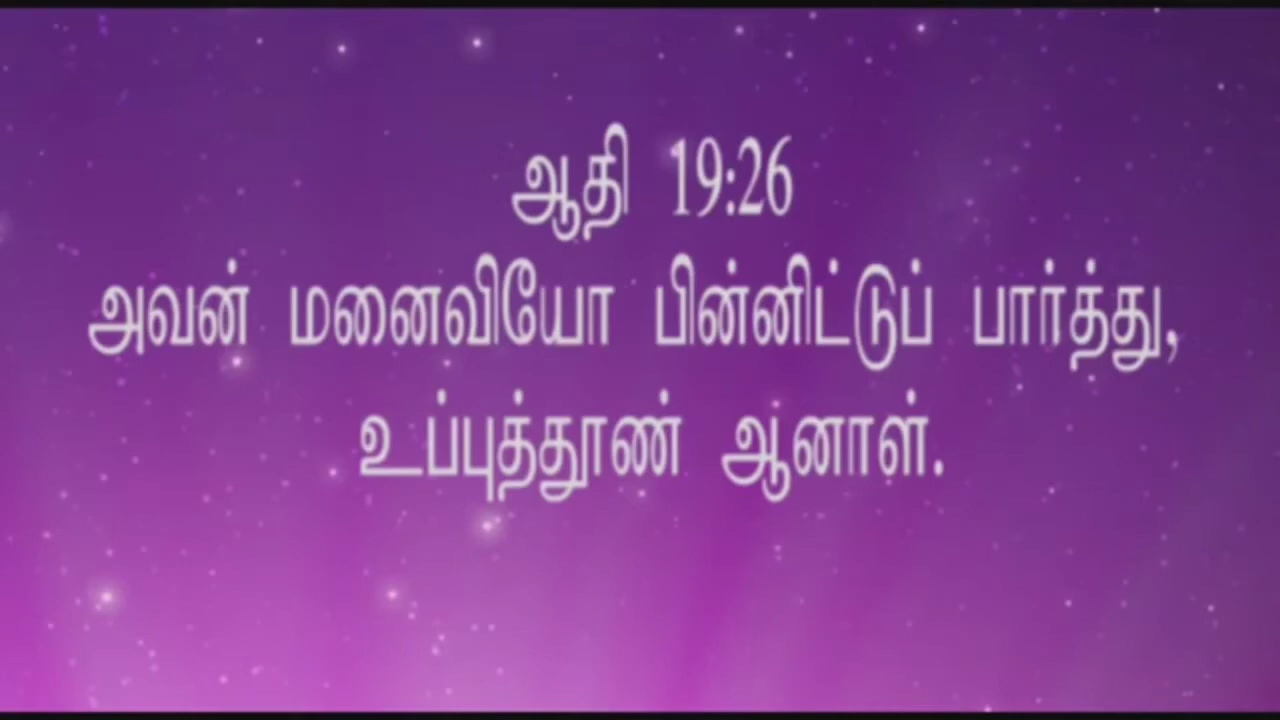 ஆதி 19:26
அவன் மனைவியோ பின்னிட்டுப் பார்த்து,
உப்புத்தூண் ஆனாள்.